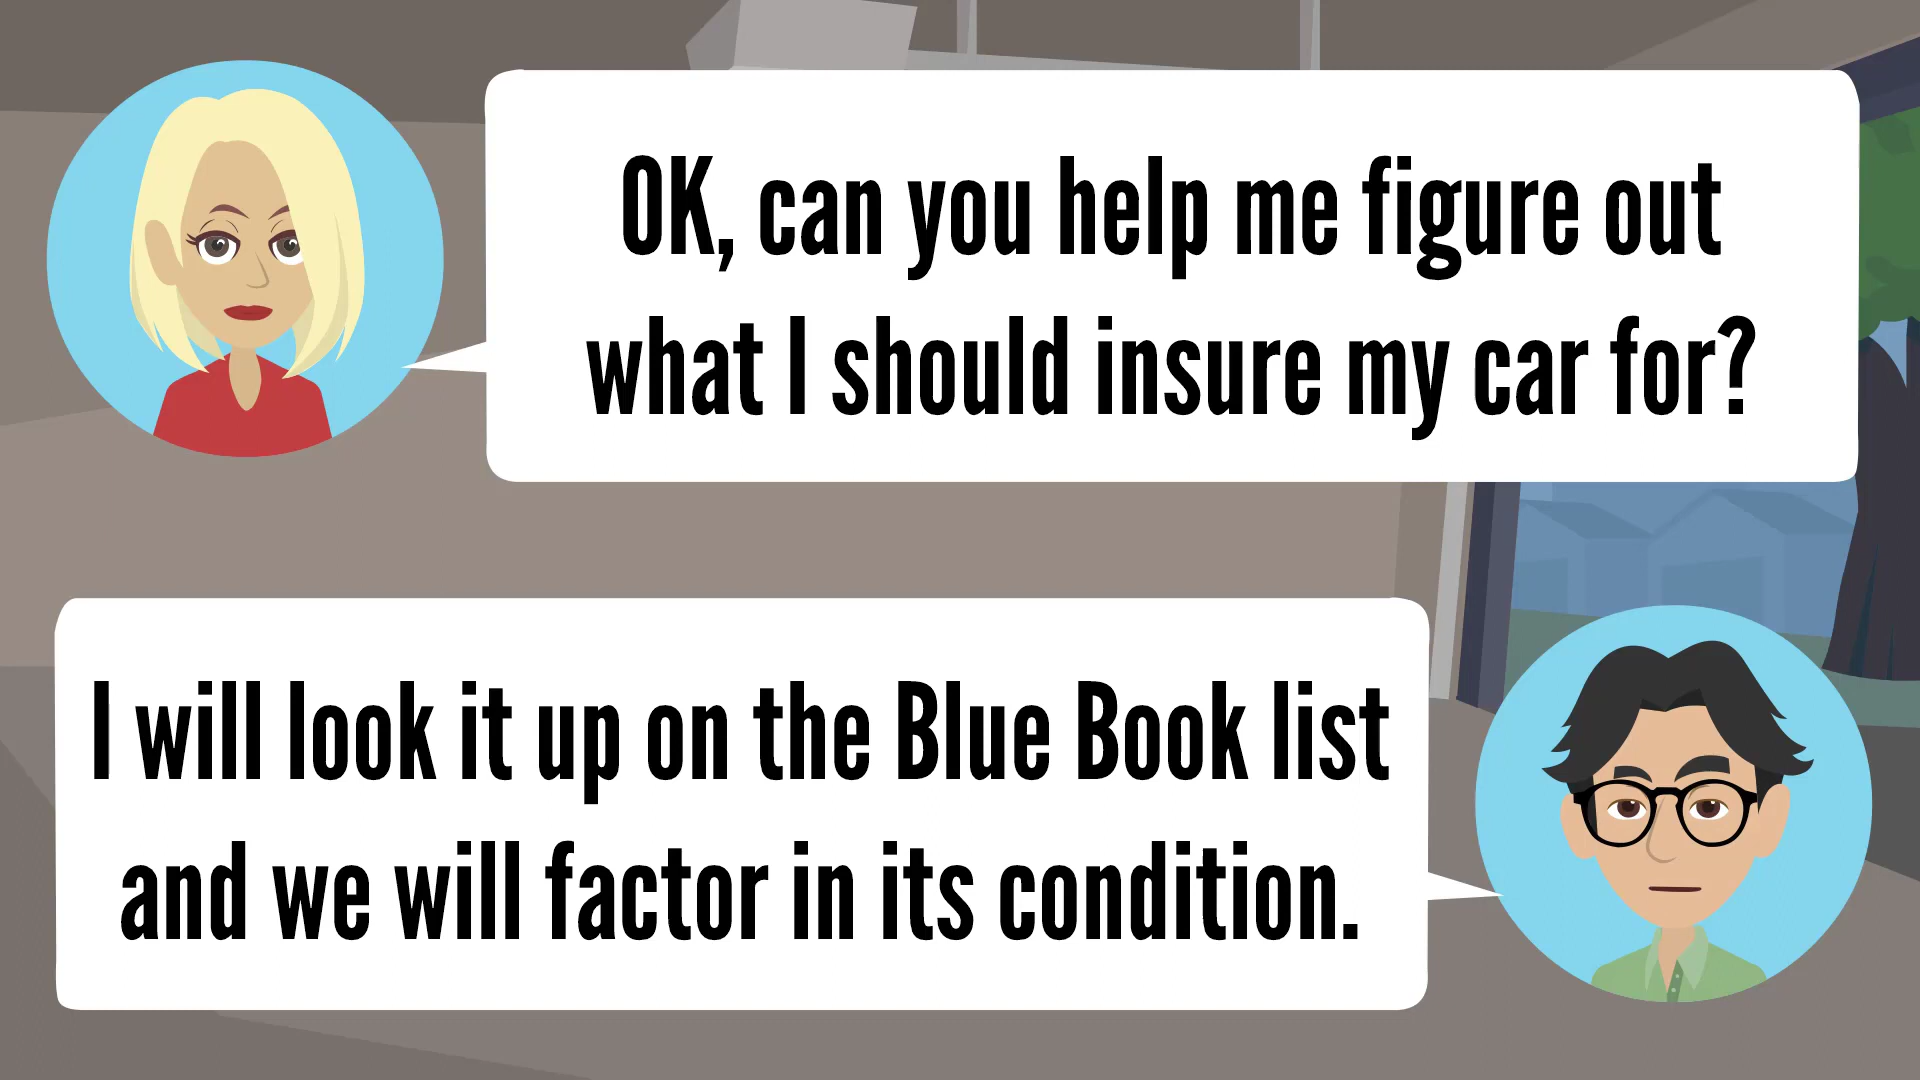 OK, can you help me figure out
what I should insure my car for?
I will look it up on the Blue Book list
and we will factor in its condition.